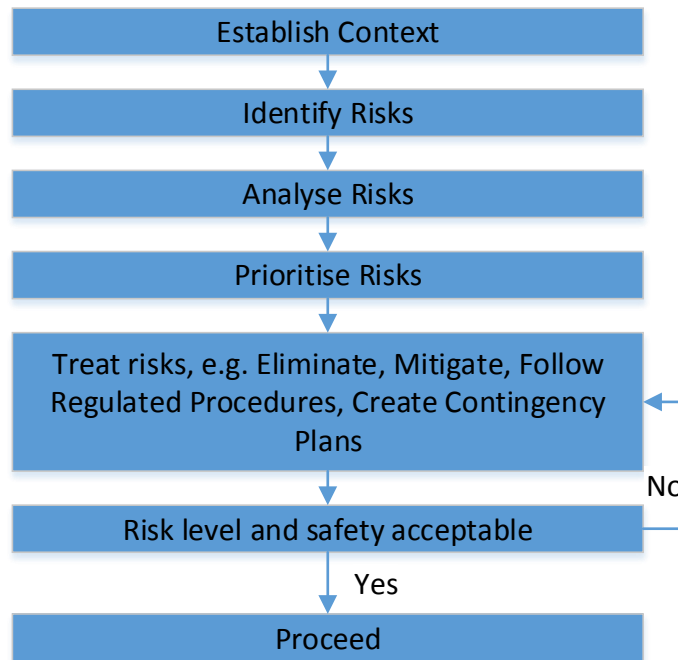 Establish Context
Identify Risks
Analyse Risks
Prioritise Risks
Treat risks, e.g. Eliminate, Mitigate, Follow
Regulated Procedures, Create Contingency
Plans
No
Risk level and safety acceptable
Yes
Proceed